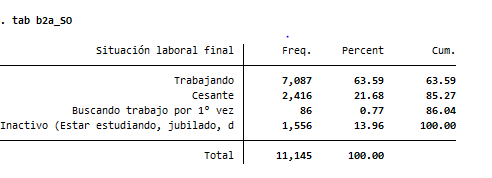 . tab b2a_SO
Situación laboral final Freq. Percent Cum.
Trabajando 7,087 63.59 63.59
Cesante 2,416 21.68 85.27
Buscando trabajo por 1° vez 86 0.77 86.04
Inactivo (Estar estudiando, jubilado, d 1,556 13.96 100.00
Total 11,145 100.00